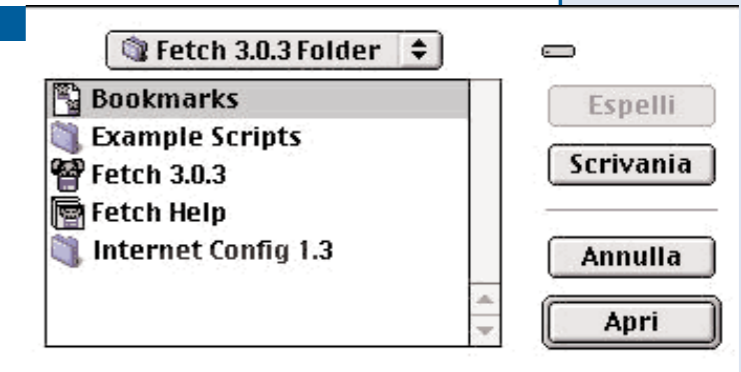 Fetch 3.0.3 Folder
Bookmarks
Example Scripts
Fetch 3.0.3
Fetch Help
Internet Config 1.3
Espelli
Scrivania
Annulla
Apri